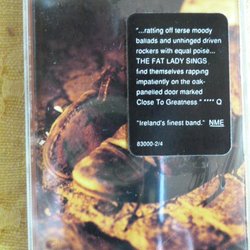 "...ratting off terse moody
ballads and unhinged driven
rockers with equal poise...
THE FAT LADY SINGS
find themselves rapping
impatiently on the oak-
panelled door marked
Close To Greatness " **** Q
"Ireland's finest band." NME
83000-2/4